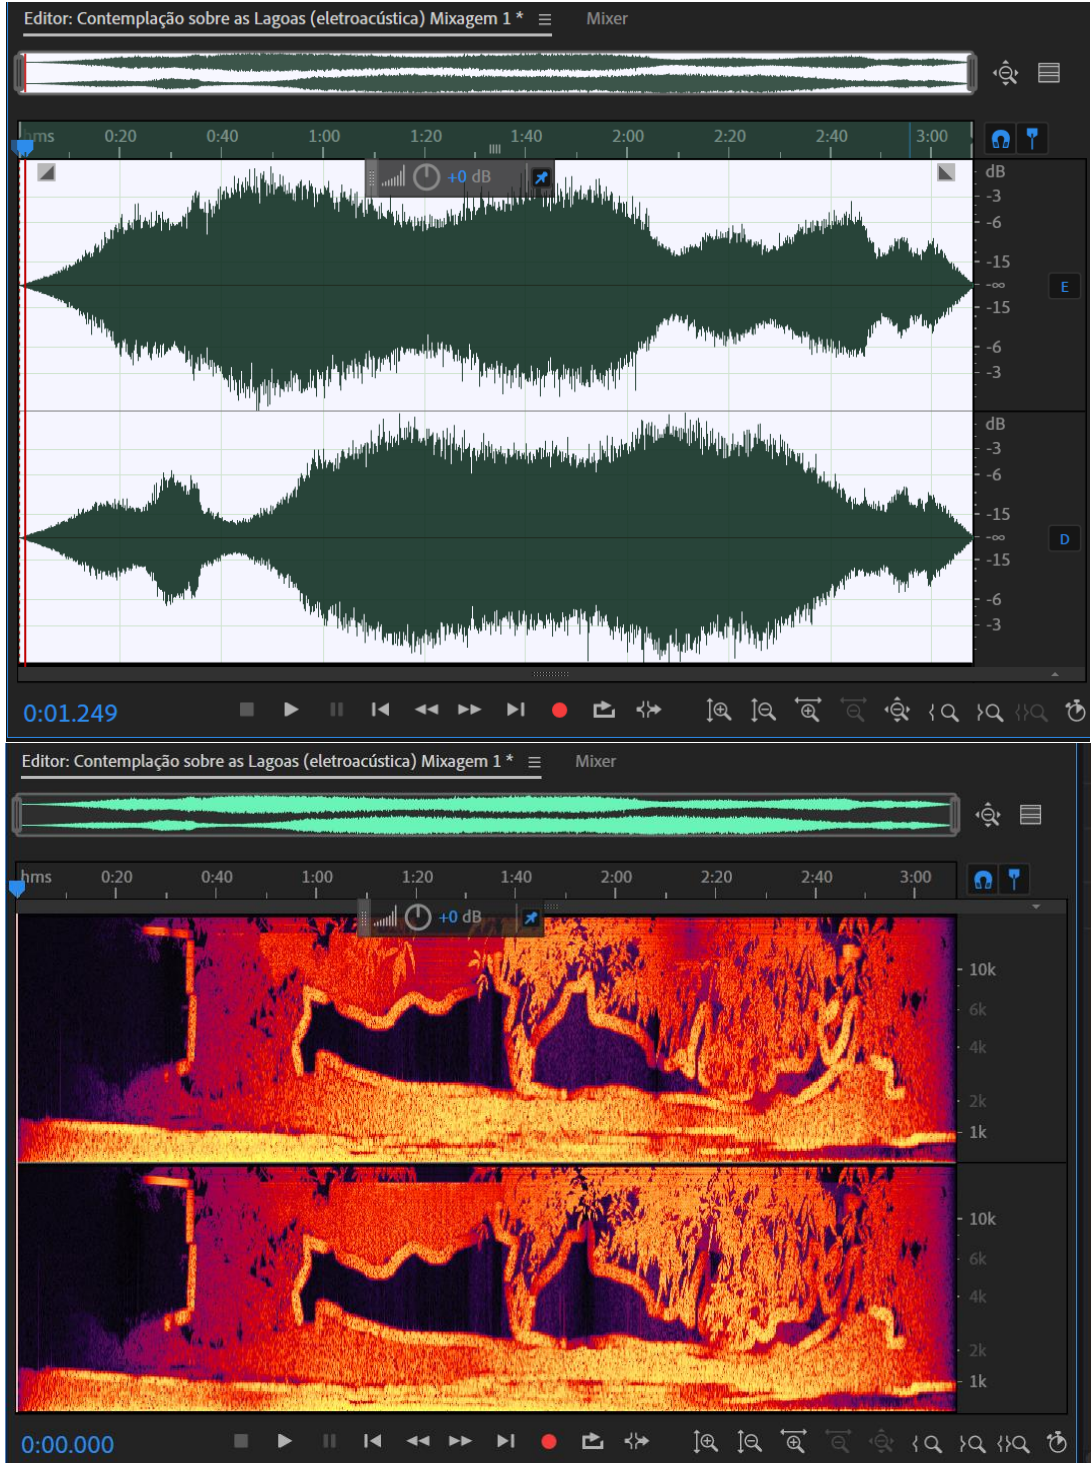 Editor: Contemplação sobre as Lagoas (eletroacústica) Mixagem 1 * Mixer
hms 0:20 0:40 1:00 1:20 1:40 2:00 2:20 2:40 3:00
+0 dB
dB
-3
-6
-15
-∞
-15
-6
-3
E
dB
-3
-6
-15
-∞
-15
-6
-3
D
0:01.249
Editor: Contemplação sobre as Lagoas (eletroacústica) Mixagem 1 * Mixer
hms 0:20 0:40 1:00 1:20 1:40 2:00 2:20 2:40 3:00
+0 dB
10k
6k
4k
2k
1k
10k
6k
4k
2k
1k
0:00.000